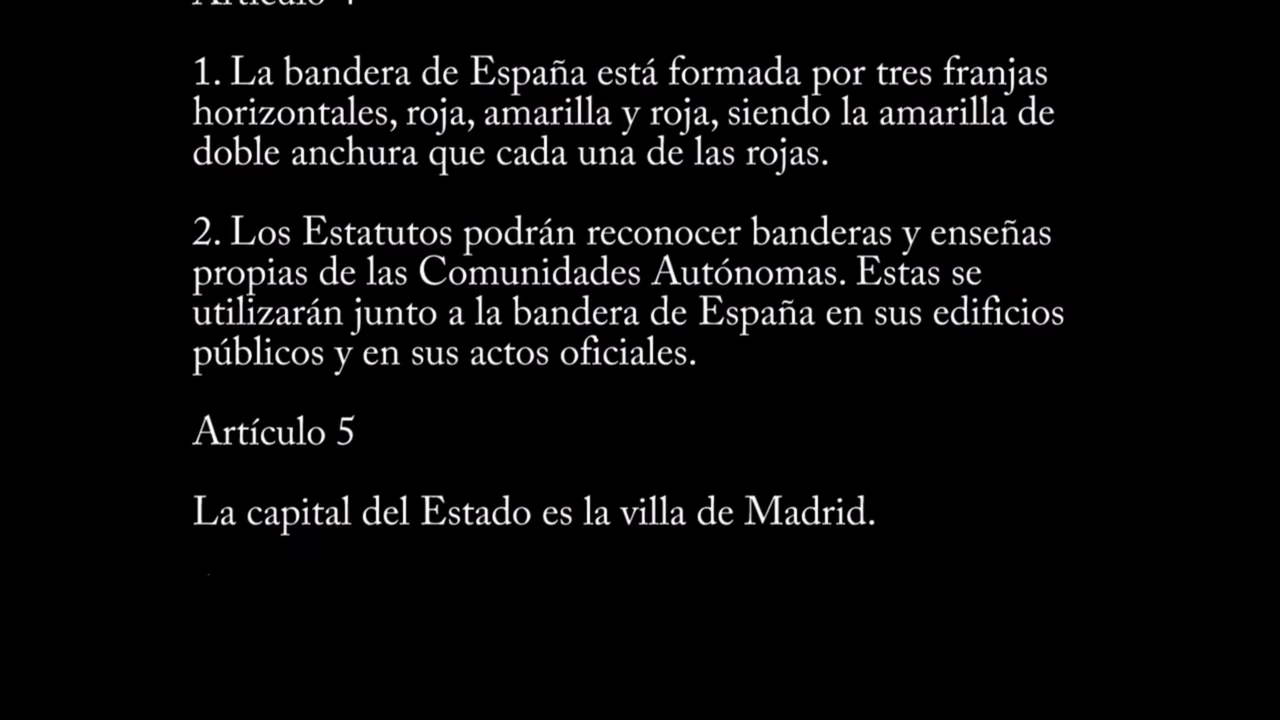 Artículo 4
1. La bandera de España está formada por tres franjas
horizontales, roja, amarilla y roja, siendo la amarilla de
doble anchura que cada una de las rojas.
2. Los Estatutos podrán reconocer banderas y enseñas
propias de las Comunidades Autónomas. Estas se
utilizarán junto a la bandera de España en sus edificios
públicos y en sus actos oficiales.
Artículo 5
La capital del Estado es la villa de Madrid.